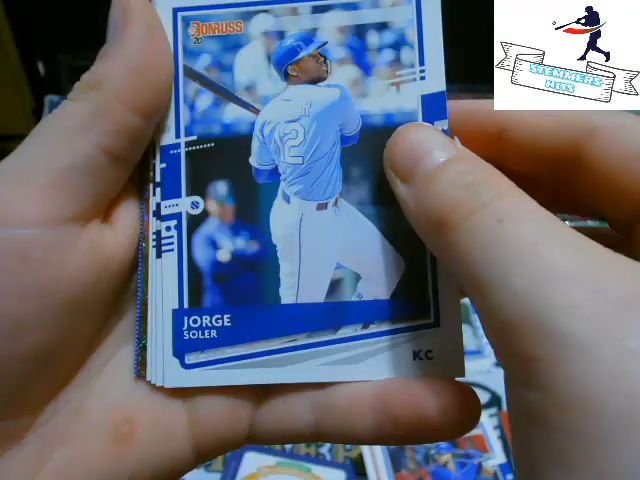 DONRUSS
20
12
JORGE
SOLER
KC
STEMMERS
HITS